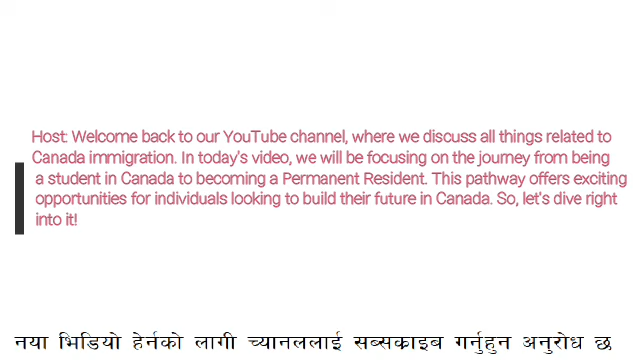 Host: Welcome back to our YouTube channel, where we discuss all things related to
Canada immigration. In today's video, we will be focusing on the journey from being
a student in Canada to becoming a Permanent Resident. This pathway offers exciting
opportunities for individuals looking to build their future in Canada. So, let's dive right
into it!
नया भिडियो हेर्नको लागी च्यानललाई सब्सकाइब गर्नुहुन अनुरोध छ